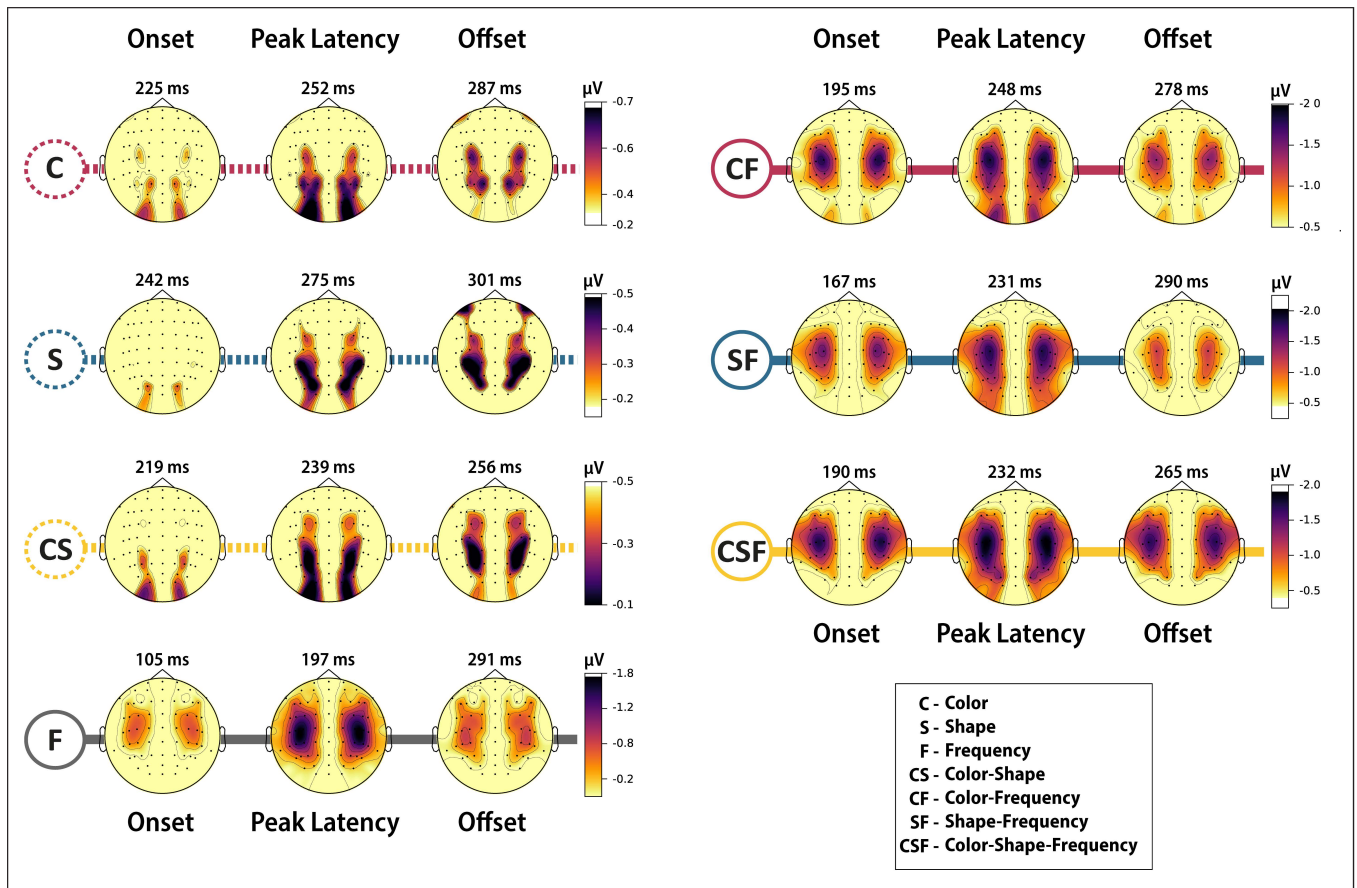 Onset Peak Latency Offset
225 ms 252 ms 287 ms
C
µV
-0.7
-0.6
-0.4
-0.2
242 ms 275 ms 301 ms
S
-0.5
-0.4
-0.3
-0.2
219 ms 239 ms 256 ms
CS
µV
-0.5
-0.3
-0.1
105 ms 197 ms 291 ms
F
µV
-1.8
-1.2
-0.8
-0.2
Onset Peak Latency Offset
Onset Peak Latency Offset
195 ms 248 ms 278 ms
CF
µV
-2 0
-1.5
-1.0
-0.5
167 ms 231 ms 290 ms
SF
µV
-2.0
-1.5
-1.0
-0.5
190 ms 232 ms 265 ms
CSF
µV
-2.0
-1.5
-1.0
-0.5
Onset Peak Latency Offset
C - Color
S - Shape
F - Frequency
CS - Color-Shape
CF - Color-Frequency
SF - Shape-Frequency
CSF - Color-Shape-Frequency